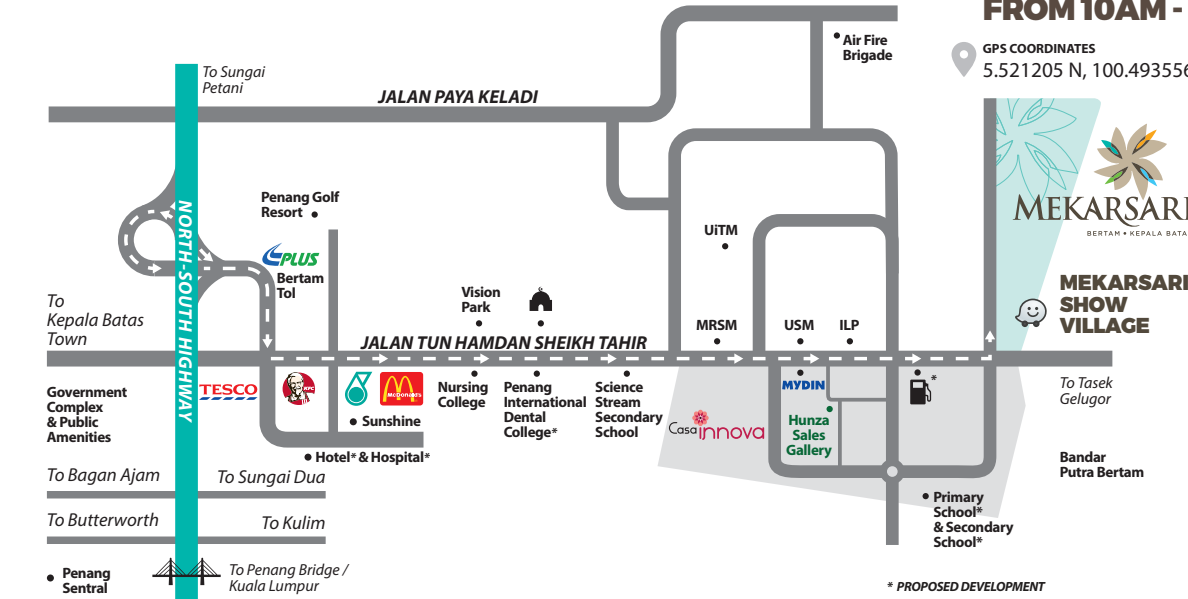 FROM 10AM -
GPS COORDINATES
5.521205 N, 100.493556
Air Fire
Brigade
To Sungai
Petani
JALAN PAYA KELADI
MEKARSARI
BERTAM • KEPALA BATA
Penang Golf
Resort
NORTH-SOUTH HIGHWAY
PLUS
Bertam
Tol
UiTM
To
Kepala Batas
Town
Vision
Park
MRSM
USM
ILP
MEKARSARI
SHOW
VILLAGE
JALAN TUN HAMDAN SHEIKH TAHIR
Government
Complex
& Public
Amenities
TESCO
KFC
McDonald's
Sunshine
Nursing
College
Penang
International
Dental
College*
Science
Stream
Secondary
School
Casa innova
MYDIN
Hunza
Sales
Gallery
*
To Tasek
Gelugor
Hotel* & Hospital*
Bandar
Putra Bertam
To Bagan Ajam
To Sungai Dua
To Butterworth
To Kulim
Primary
School*
& Secondary
School*
Penang
Sentral
To Penang Bridge /
Kuala Lumpur
* PROPOSED DEVELOPMENT